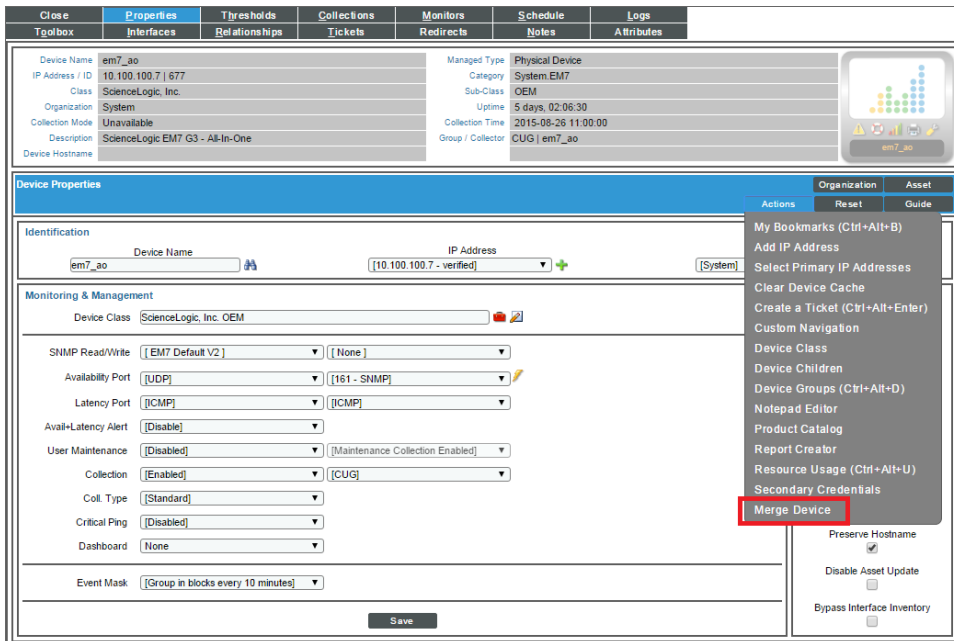 Close Properties Thresholds Collections Monitors Schedule Logs
Toolbox Interfaces Relationships Tickets Redirects Notes Attributes
Device Name em7_ao Managed Type Physical Device
IP Address / ID 10.100.100.7 | 677 Category System.EM7
Class ScienceLogic, Inc. Sub-Class OEM
Organization System Uptime 5 days, 02:06:30
Collection Mode Unavailable Collection Time 2015-08-26 11:00:00
Description ScienceLogic EM7 G3 - All-In-One Group / Collector CUG | em7_ao
Device Hostname
em7_ao
Device Properties Organization Asset
Actions Reset Guide
My Bookmarks (Ctrl+Alt+B)
Add IP Address
Select Primary IP Addresses
Clear Device Cache
Create a Ticket (Ctrl+Alt+Enter)
Custom Navigation
Device Class
Device Children
Device Groups (Ctrl+Alt+D)
Notepad Editor
Product Catalog
Report Creator
Resource Usage (Ctrl+Alt+U)
Secondary Credentials
Merge Device
Identification
Device Name IP Address
em7_ao [10.100.100.7 - verified] [System]
Monitoring & Management
Device Class ScienceLogic, Inc. OEM
SNMP Read/Write [ EM7 Default V2 ] [ None ]
Availability Port [UDP] [161 - SNMP]
Latency Port [ICMP] [ICMP]
Avail+Latency Alert [Disable]
User Maintenance [Disabled] [Maintenance Collection Enabled]
Collection [Enabled] [CUG]
Coll. Type [Standard]
Critical Ping [Disabled]
Dashboard None
Event Mask [Group in blocks every 10 minutes]
Save
Preserve Hostname
Disable Asset Update
Bypass Interface Inventory